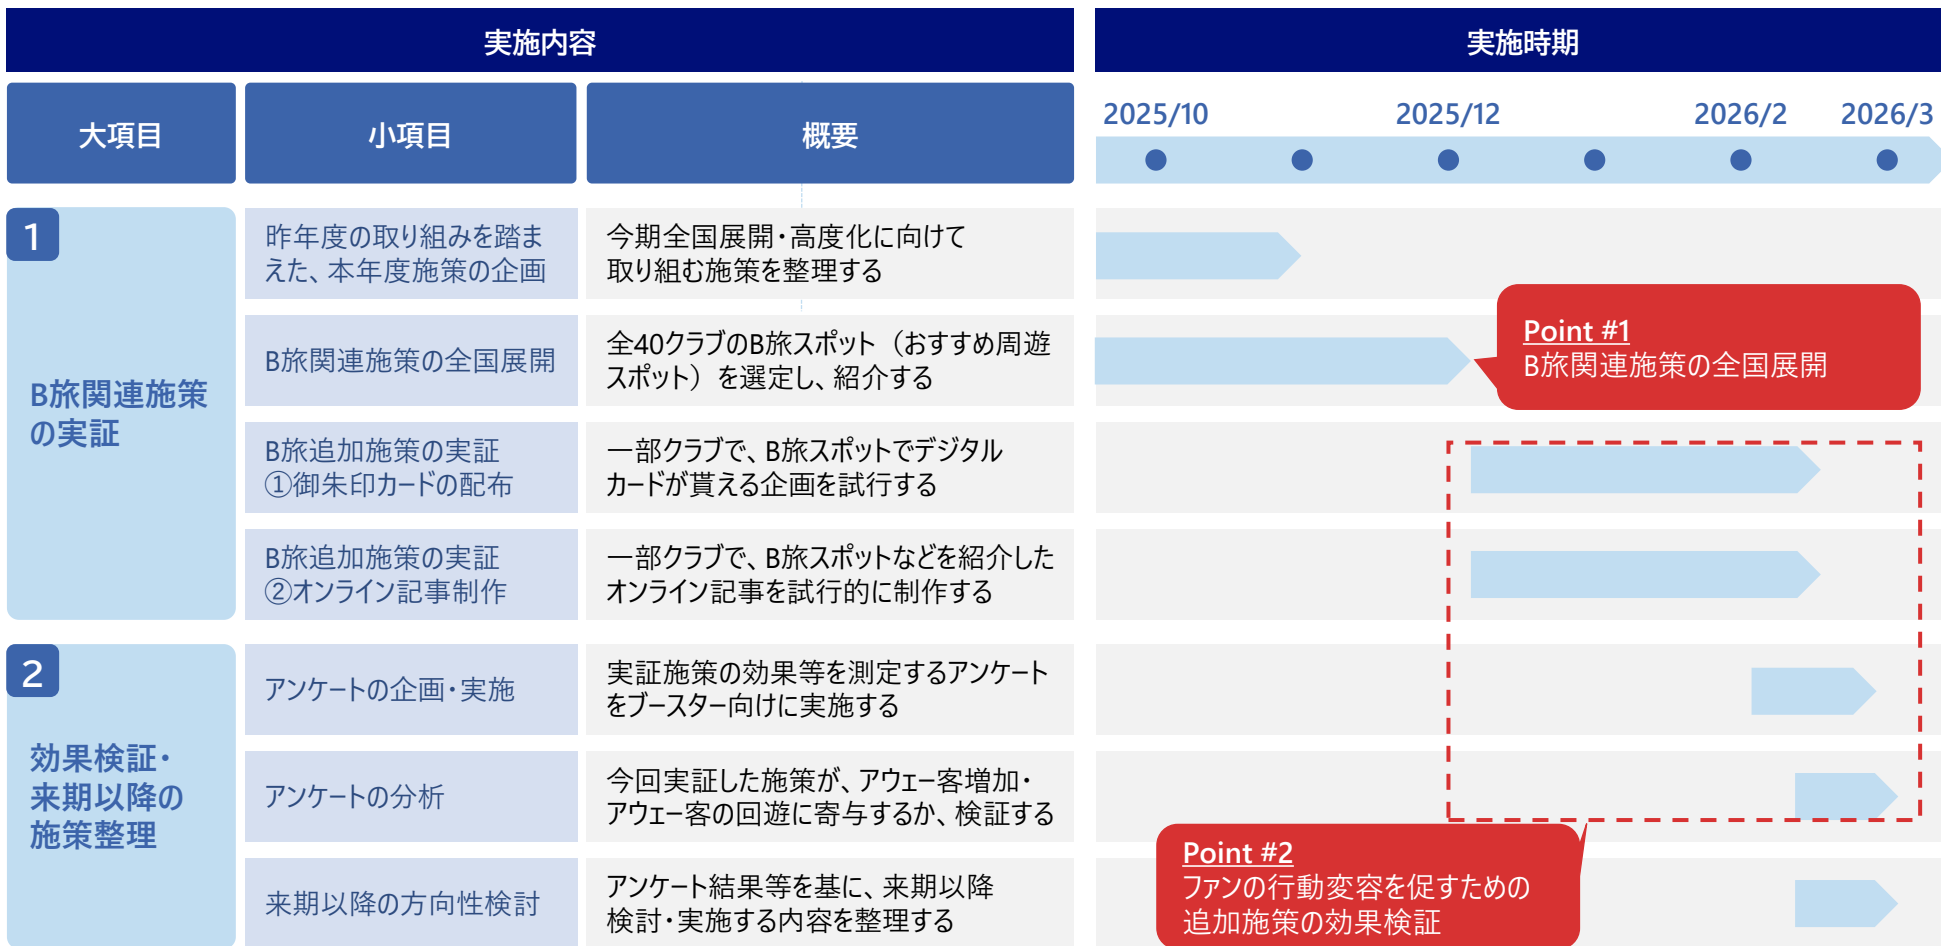 実施内容
実施時期
大項目
小項目
概要
2025/10
2025/12
2026/2
2026/3
1
B旅関連施策
の実証
昨年度の取り組みを踏ま
えた、本年度施策の企画
今期全国展開・高度化に向けて
取り組む施策を整理する
B旅関連施策の全国展開
全40クラブのB旅スポット（おすすめ周遊
スポット）を選定し、紹介する
Point #1
B旅関連施策の全国展開
B旅追加施策の実証
①御朱印カードの配布
一部クラブで、B旅スポットでデジタル
カードが貰える企画を試行する
B旅追加施策の実証
②オンライン記事制作
一部クラブで、B旅スポットなどを紹介した
オンライン記事を試行的に制作する
2
効果検証・
来期以降の
施策整理
アンケートの企画・実施
実証施策の効果等を測定するアンケート
をブースター向けに実施する
アンケートの分析
今回実証した施策が、アウェー客増加・
アウェー客の回遊に寄与するか、検証する
来期以降の方向性検討
アンケート結果等を基に、来期以降
検討・実施する内容を整理する
Point #2
ファンの行動変容を促すための
追加施策の効果検証